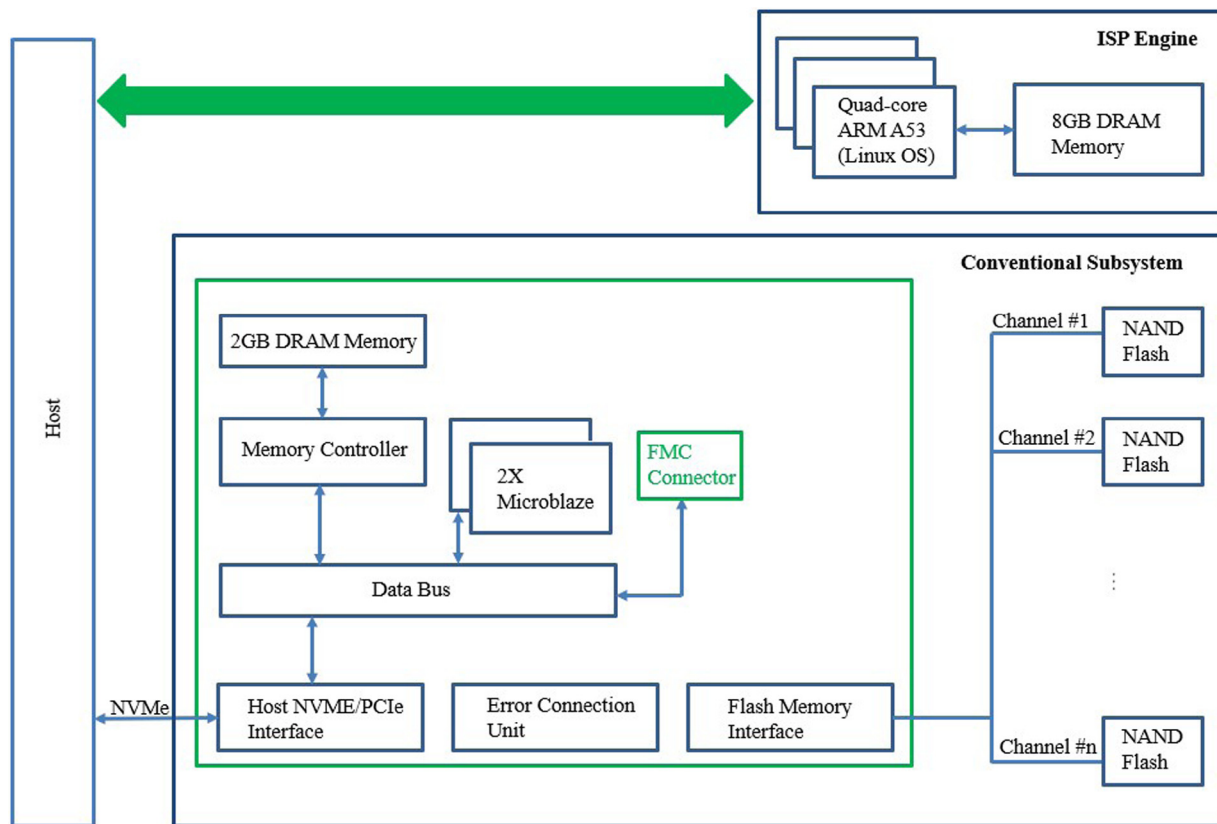 ISP Engine
Quad-core
ARM A53
(Linux OS)
8GB DRAM
Memory
Host
Conventional Subsystem
2GB DRAM Memory
Memory Controller
2X
Microblaze
FMC
Connector
Data Bus
NVMe
Host NVME/PCIe
Interface
Error Connection
Unit
Flash Memory
Interface
Channel #1
NAND
Flash
Channel #2
NAND
Flash
...
Channel #n
NAND
Flash